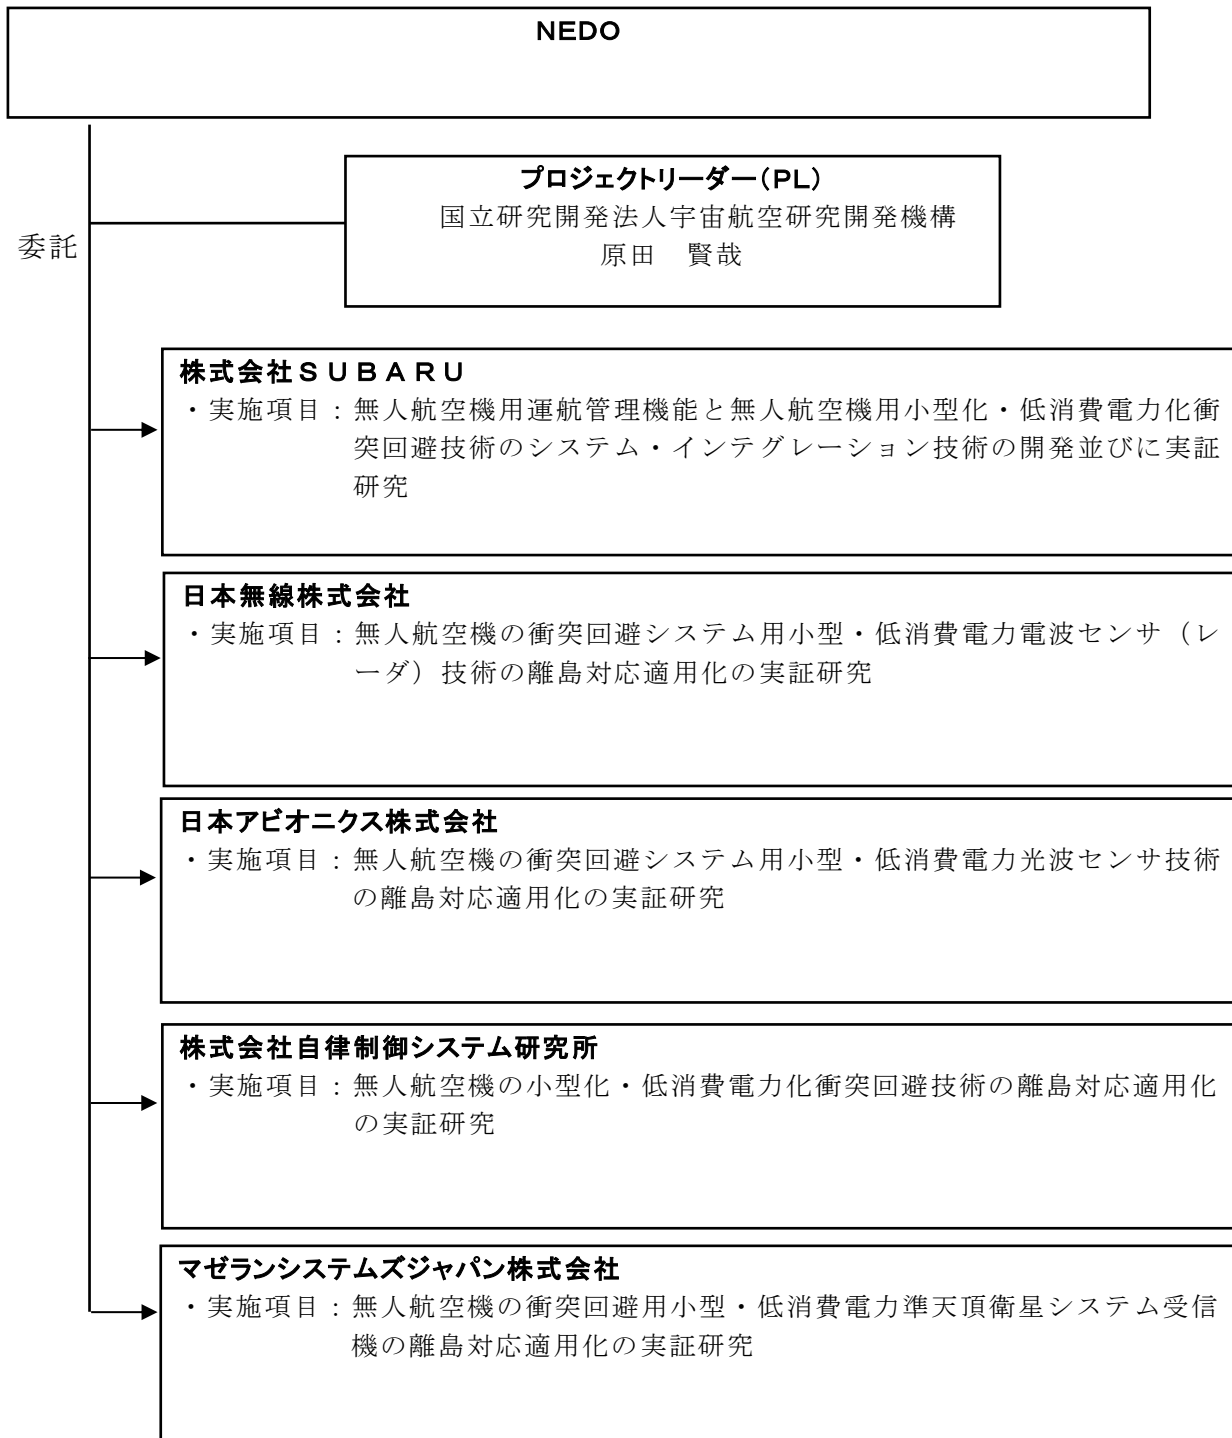 NEDO
プロジェクトリーダー(PL)
国立研究開発法人宇宙航空研究開発機構
原田　賢哉
委託
株式会社ＳＵＢＡＲＵ
・実施項目：無人航空機用運航管理機能と無人航空機用小型化・低消費電力化衝
突回避技術のシステム・インテグレーション技術の開発並びに実証
研究
日本無線株式会社
・実施項目：無人航空機の衝突回避システム用小型・低消費電力電波センサ（レ
ーダ）技術の離島対応適用化の実証研究
日本アビオニクス株式会社
・実施項目：無人航空機の衝突回避システム用小型・低消費電力光波センサ技術
の離島対応適用化の実証研究
株式会社自律制御システム研究所
・実施項目：無人航空機の小型化・低消費電力化衝突回避技術の離島対応適用化
の実証研究
マゼランシステムズジャパン株式会社
・実施項目：無人航空機の衝突回避用小型・低消費電力準天頂衛星システム受信
機の離島対応適用化の実証研究